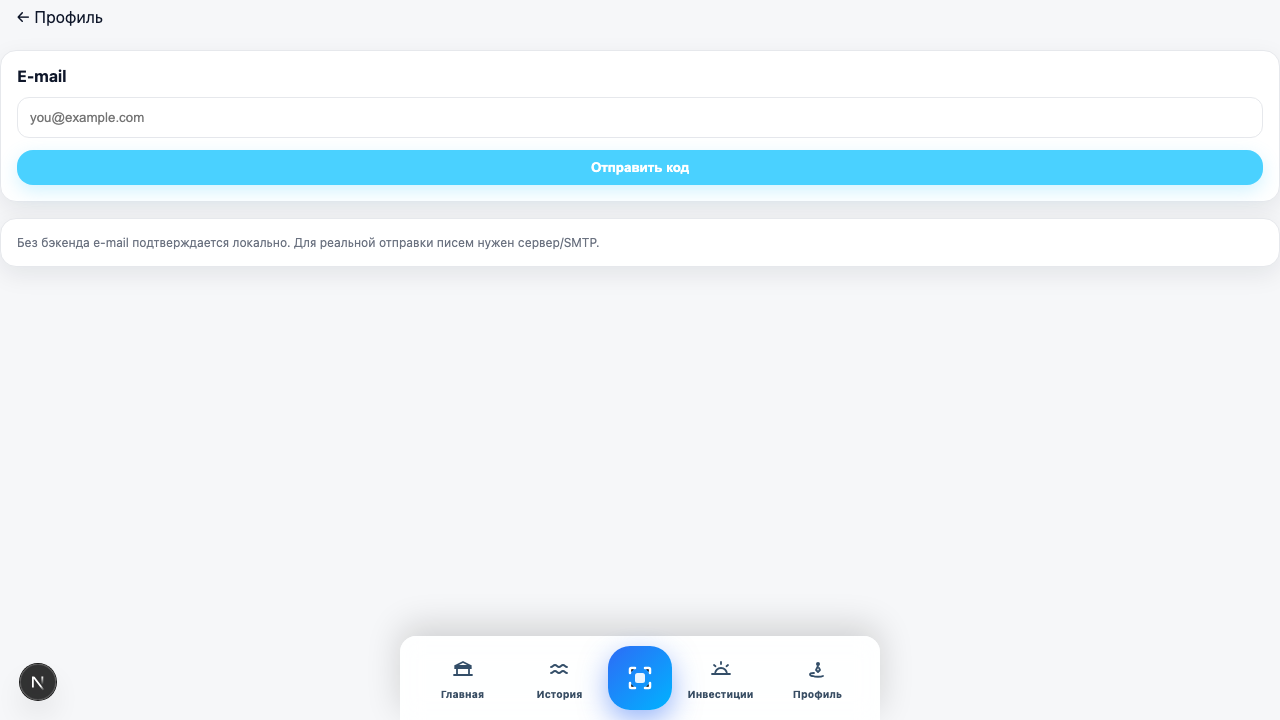 ← Профиль
E-mail
you@example.com
Отправить код
Без бэкенда e-mail подтверждается локально. Для реальной отправки писем нужен сервер/SMTP.
Главная
История
Инвестиции
Профиль
N